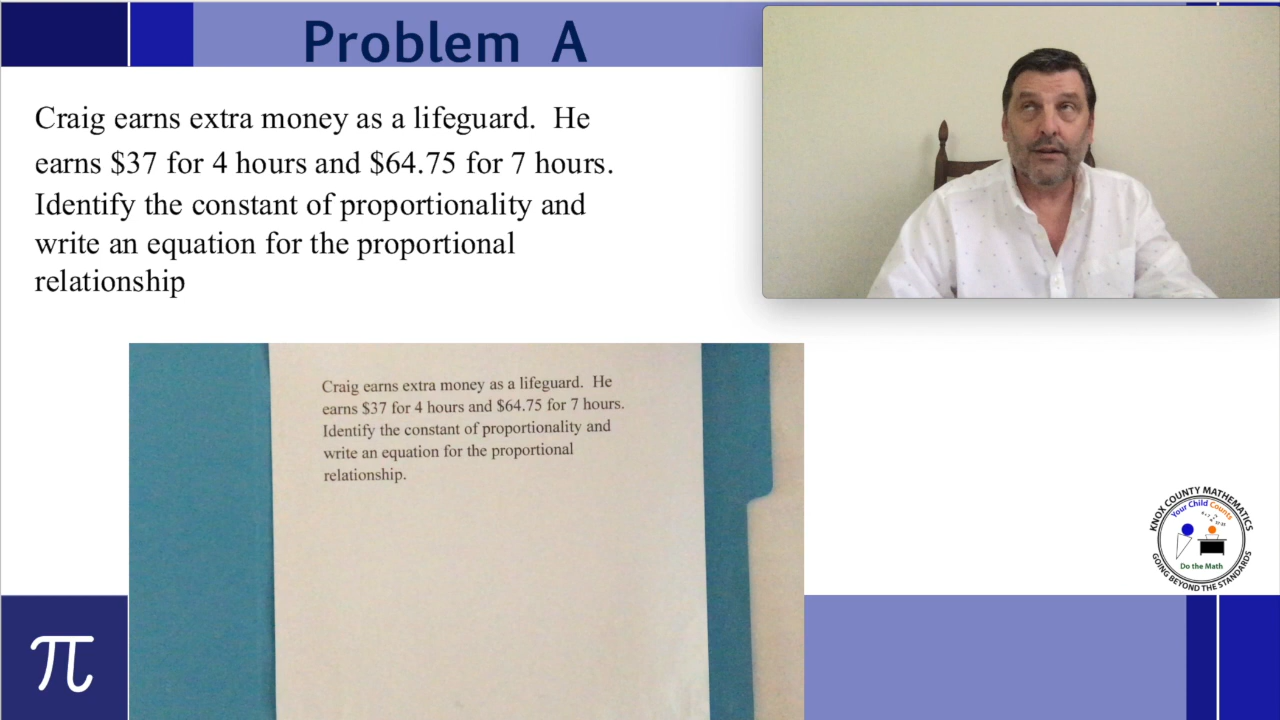 Problem A
Craig earns extra money as a lifeguard. He
earns $37 for 4 hours and $64.75 for 7 hours.
Identify the constant of proportionality and
write an equation for the proportional
relationship
Craig earns extra money as a lifeguard. He
earns $37 for 4 hours and $64.75 for 7 hours.
Identify the constant of proportionality and
write an equation for the proportional
relationship.
KNOX COUNTY MATHEMATICS
Your Child Counts
Do the Math
GOING BEYOND THE STANDARDS
π